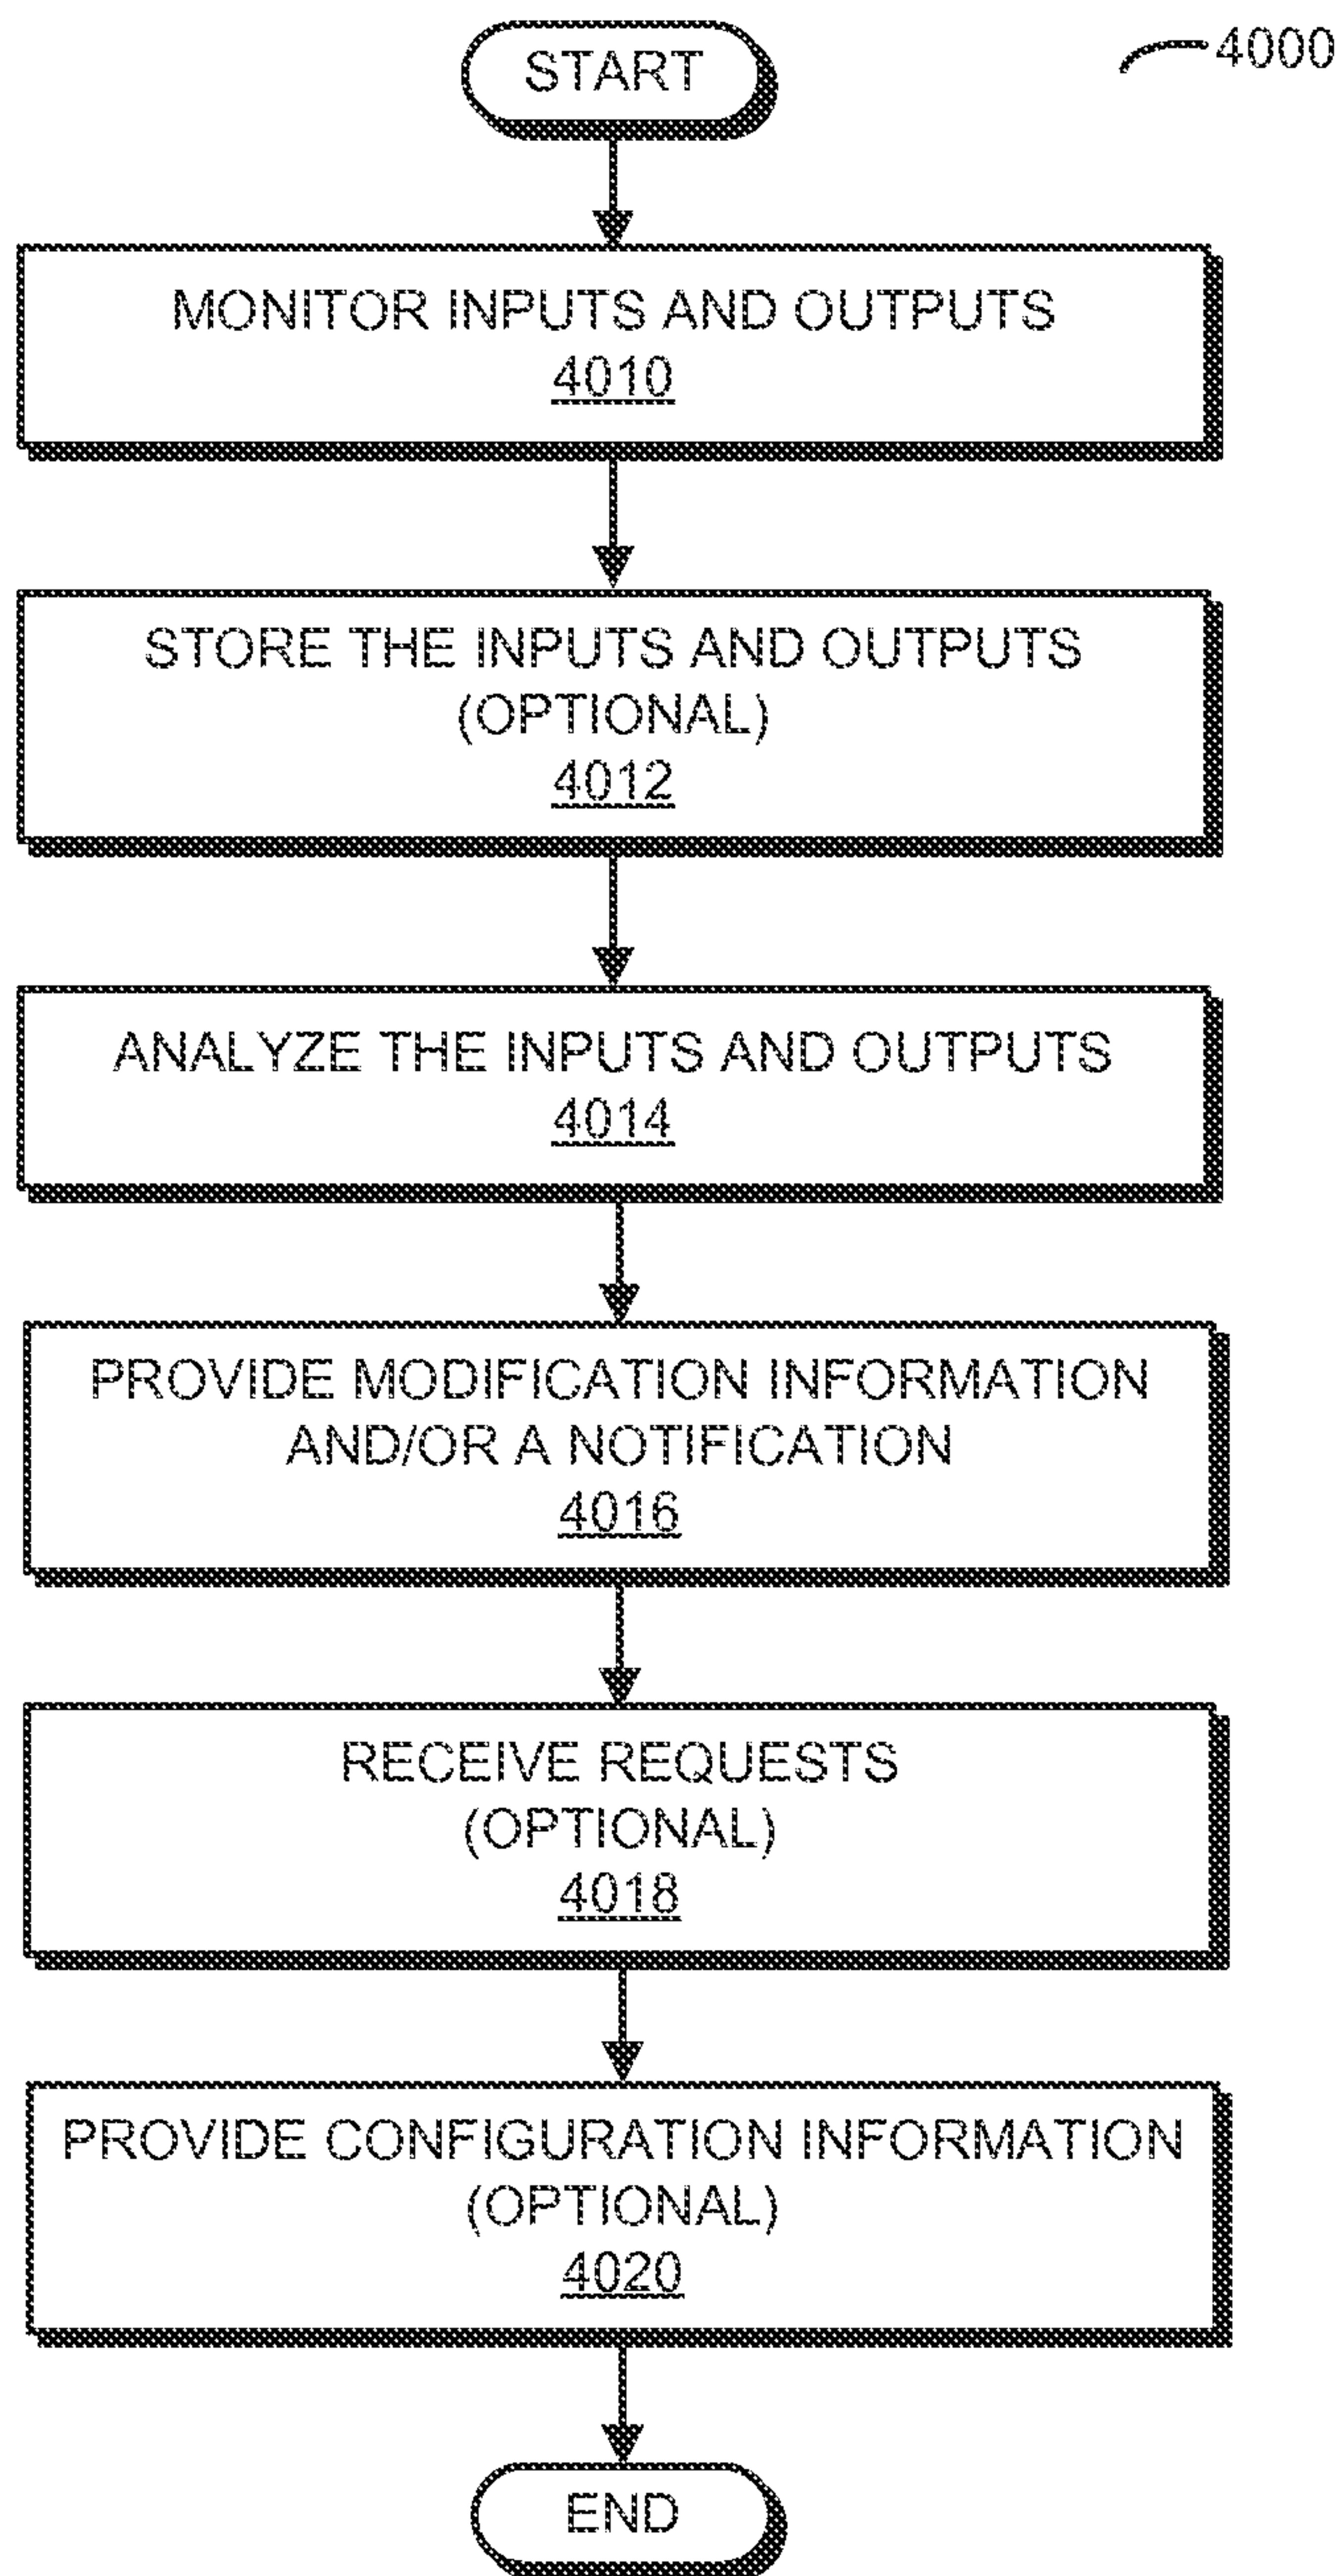 START
4000
MONITOR INPUTS AND OUTPUTS
4010
STORE THE INPUTS AND OUTPUTS
(OPTIONAL)
4012
ANALYZE THE INPUTS AND OUTPUTS
4014
PROVIDE MODIFICATION INFORMATION
AND/OR A NOTIFICATION
4016
RECEIVE REQUESTS
(OPTIONAL)
4018
PROVIDE CONFIGURATION INFORMATION
(OPTIONAL)
4020
END